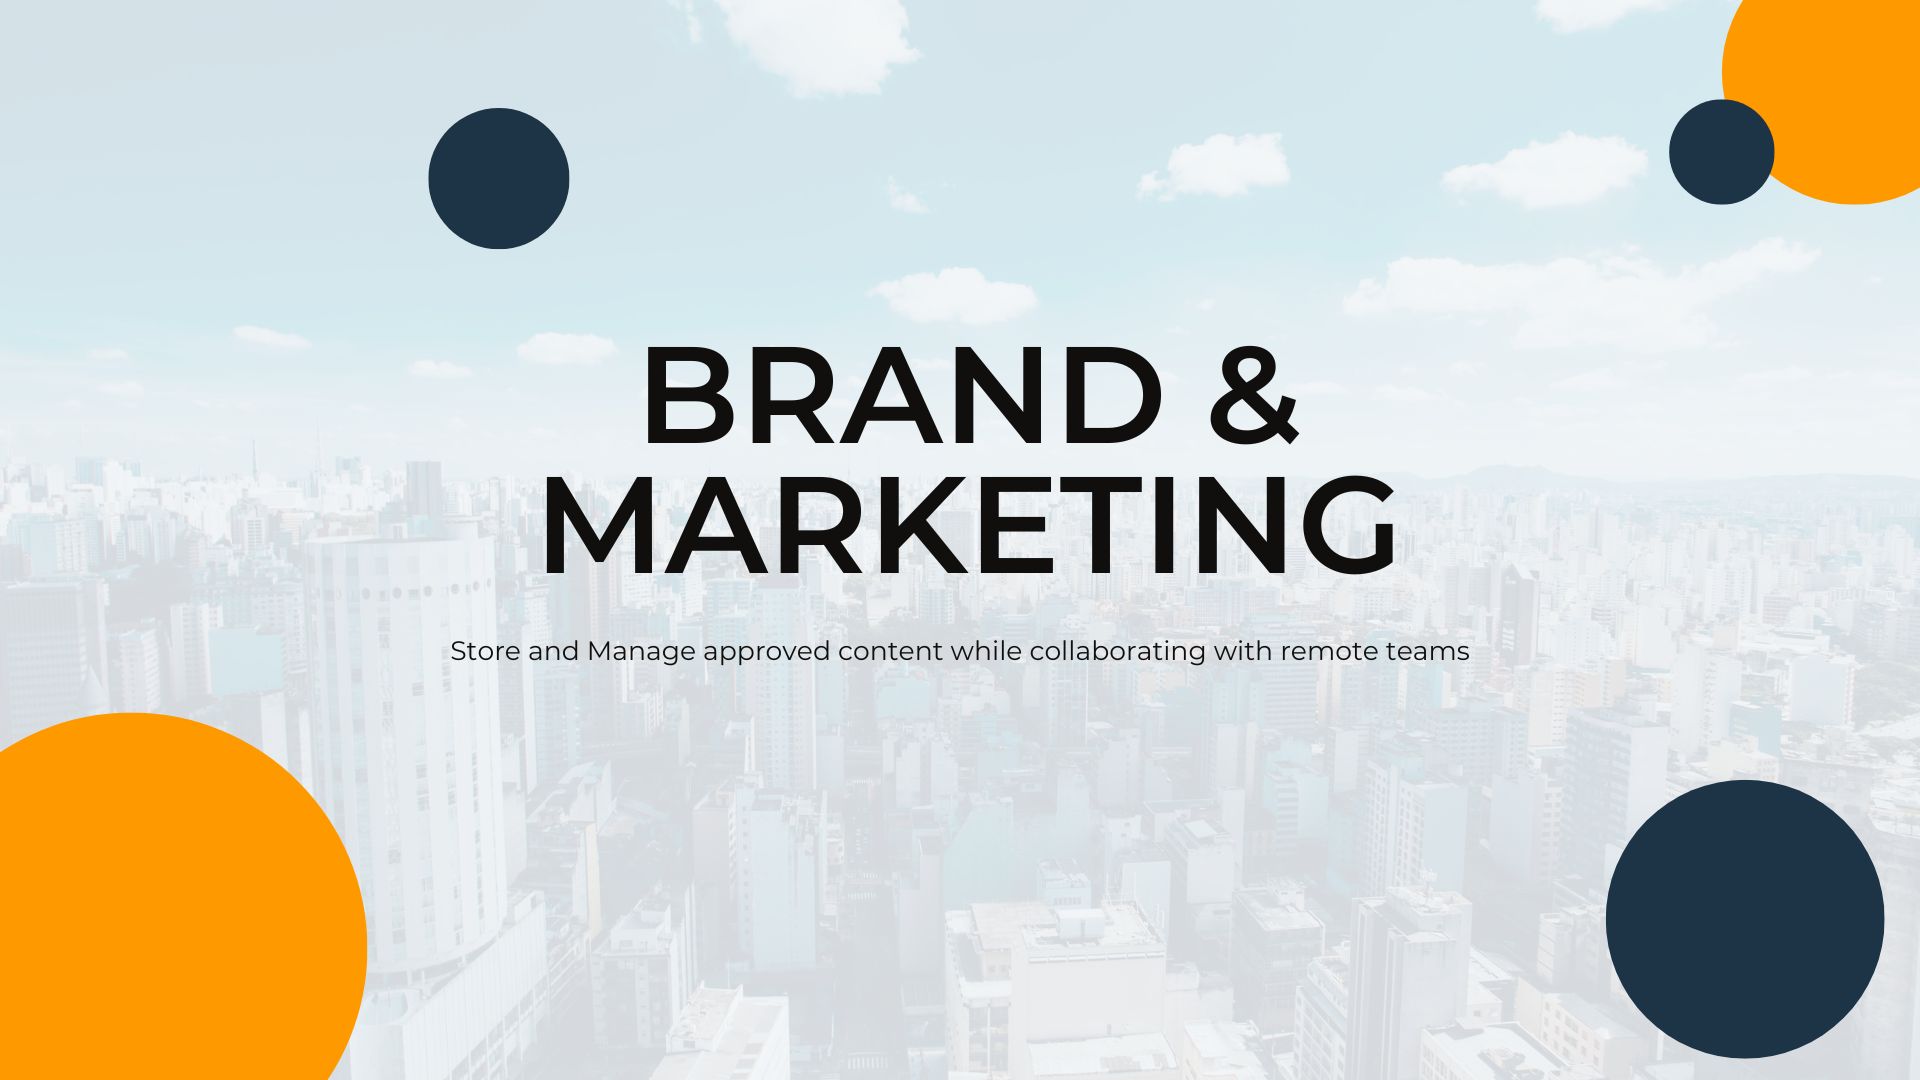 BRAND &
MARKETING
Store and Manage approved content while collaborating with remote teams